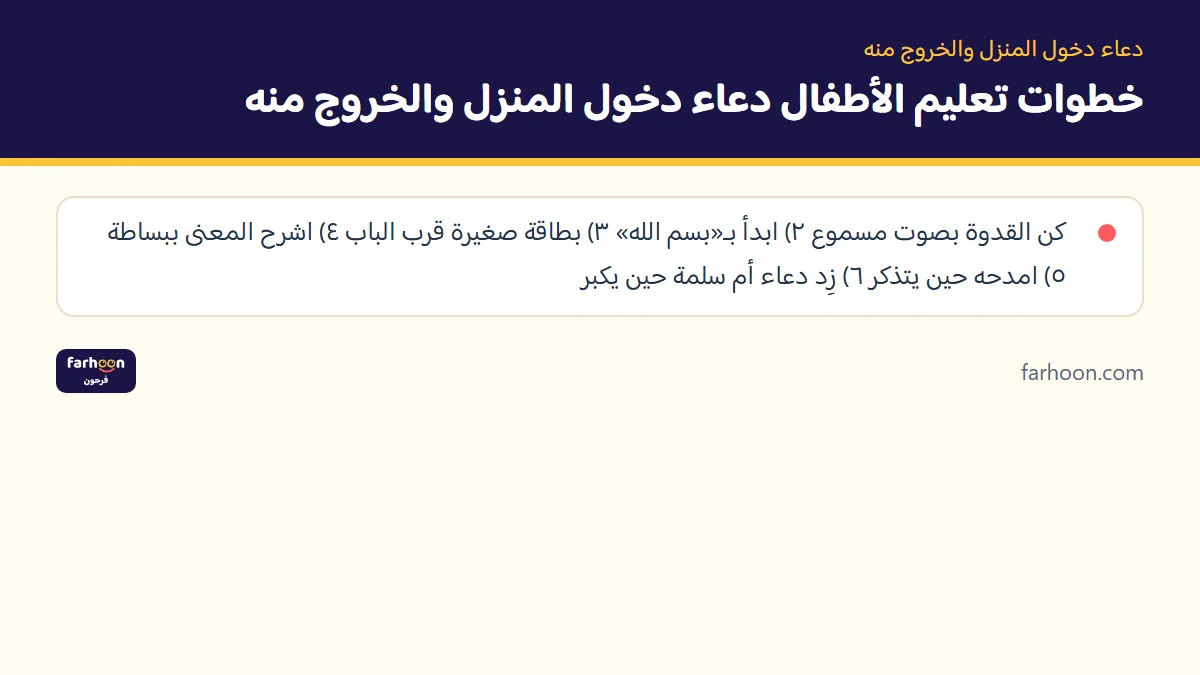 دعاء دخول المنزل والخروج منه
خطوات تعليم الأطفال دعاء دخول المنزل والخروج منه
كن القدوة بصوت مسموع ٢) ابدأ بـ«بسم الله» ٣) بطاقة صغيرة قرب الباب ٤) اشرح المعنى ببساطة
٥) امدحه حين يتذكر ٦) زِد دعاء أم سلمة حين يكبر
farhoon.com
farhoon
فرحون